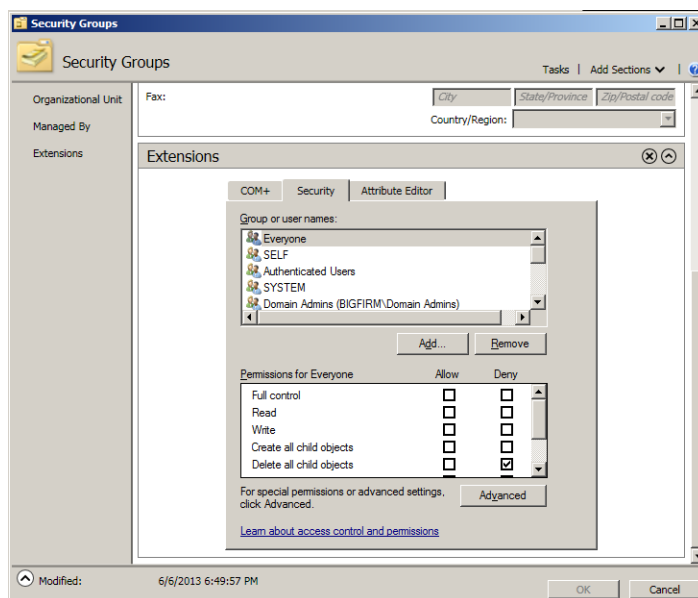 Security Groups
Security Groups
Tasks | Add Sections |
Organizational Unit
Managed By
Extensions
Fax:
City
State/Province
Zip/Postal code
Country/Region:
Extensions
COM+
Security
Attribute Editor
Group or user names:
Everyone
SELF
Authenticated Users
SYSTEM
Domain Admins (BIGFIRM\Domain Admins)
Add...
Remove
Permissions for Everyone
Allow
Deny
Full control
Read
Write
Create all child objects
Delete all child objects
For special permissions or advanced settings,
click Advanced.
Advanced
Learn about access control and permissions
Modified:
6/6/2013 6:49:57 PM
OK
Cancel